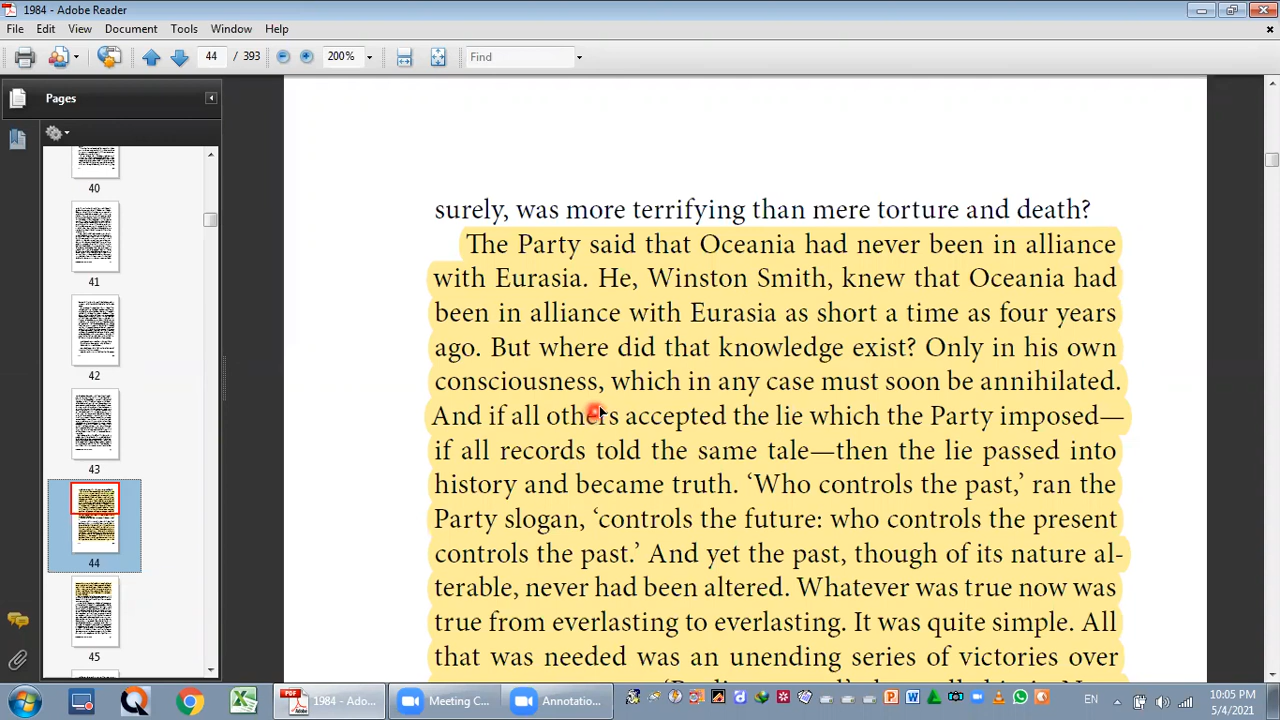 1984 - Adobe Reader
File Edit View Document Tools Window Help
44 / 393 200% Find
Pages
40
41
42
43
44
45
surely, was more terrifying than mere torture and death?
The Party said that Oceania had never been in alliance
with Eurasia. He, Winston Smith, knew that Oceania had
been in alliance with Eurasia as short a time as four years
ago. But where did that knowledge exist? Only in his own
consciousness, which in any case must soon be annihilated.
And if all others accepted the lie which the Party imposed—
if all records told the same tale—then the lie passed into
history and became truth. ‘Who controls the past,’ ran the
Party slogan, ‘controls the future: who controls the present
controls the past.’ And yet the past, though of its nature al-
terable, never had been altered. Whatever was true now was
true from everlasting to everlasting. It was quite simple. All
that was needed was an unending series of victories over
1984 - Adobe Meeting C... Annotatio... EN 10:05 PM
5/4/2021